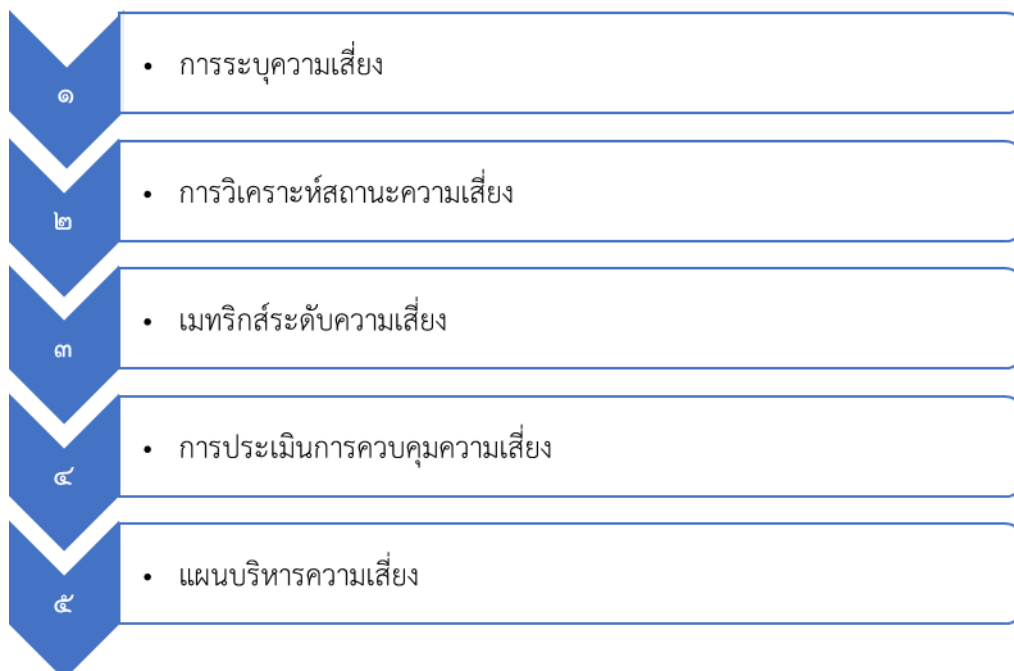 ๑
• การระบุความเสี่ยง
๒
• การวิเคราะห์สถานะความเสี่ยง
๓
• เมทริกส์ระดับความเสี่ยง
๔
• การประเมินการควบคุมความเสี่ยง
๕
• แผนบริหารความเสี่ยง